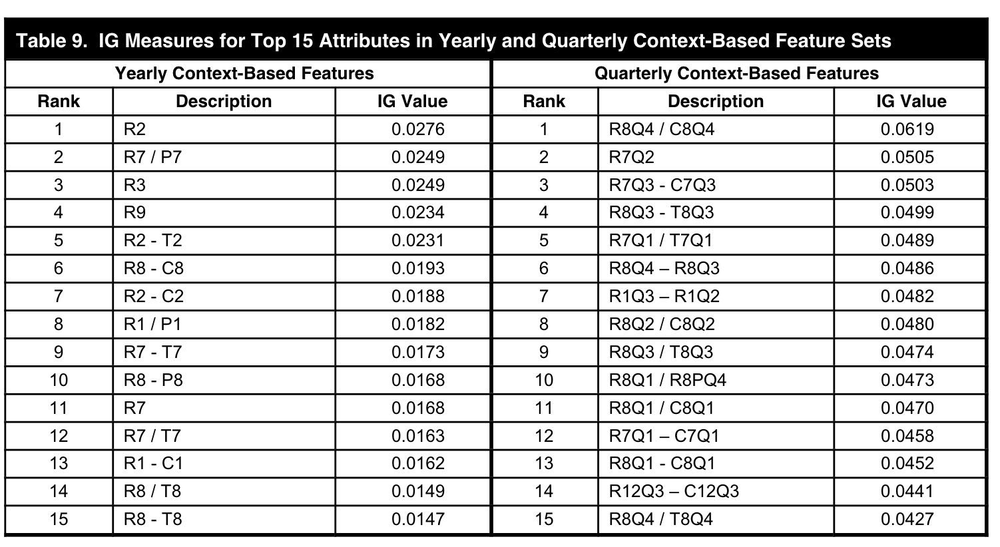 Table 9. IG Measures for Top 15 Attributes in Yearly and Quarterly Context-Based Feature Sets
Yearly Context-Based Features Quarterly Context-Based Features
Rank Description IG Value Rank Description IG Value
1 R2 0.0276 1 R8Q4 / C8Q4 0.0619
2 R7 / P7 0.0249 2 R7Q2 0.0505
3 R3 0.0249 3 R7Q3 - C7Q3 0.0503
4 R9 0.0234 4 R8Q3 - T8Q3 0.0499
5 R2 - T2 0.0231 5 R7Q1 / T7Q1 0.0489
6 R8 - C8 0.0193 6 R8Q4 – R8Q3 0.0486
7 R2 - C2 0.0188 7 R1Q3 – R1Q2 0.0482
8 R1 / P1 0.0182 8 R8Q2 / C8Q2 0.0480
9 R7 - T7 0.0173 9 R8Q3 / T8Q3 0.0474
10 R8 - P8 0.0168 10 R8Q1 / R8PQ4 0.0473
11 R7 0.0168 11 R8Q1 / C8Q1 0.0470
12 R7 / T7 0.0163 12 R7Q1 – C7Q1 0.0458
13 R1 - C1 0.0162 13 R8Q1 - C8Q1 0.0452
14 R8 / T8 0.0149 14 R12Q3 – C12Q3 0.0441
15 R8 - T8 0.0147 15 R8Q4 / T8Q4 0.0427